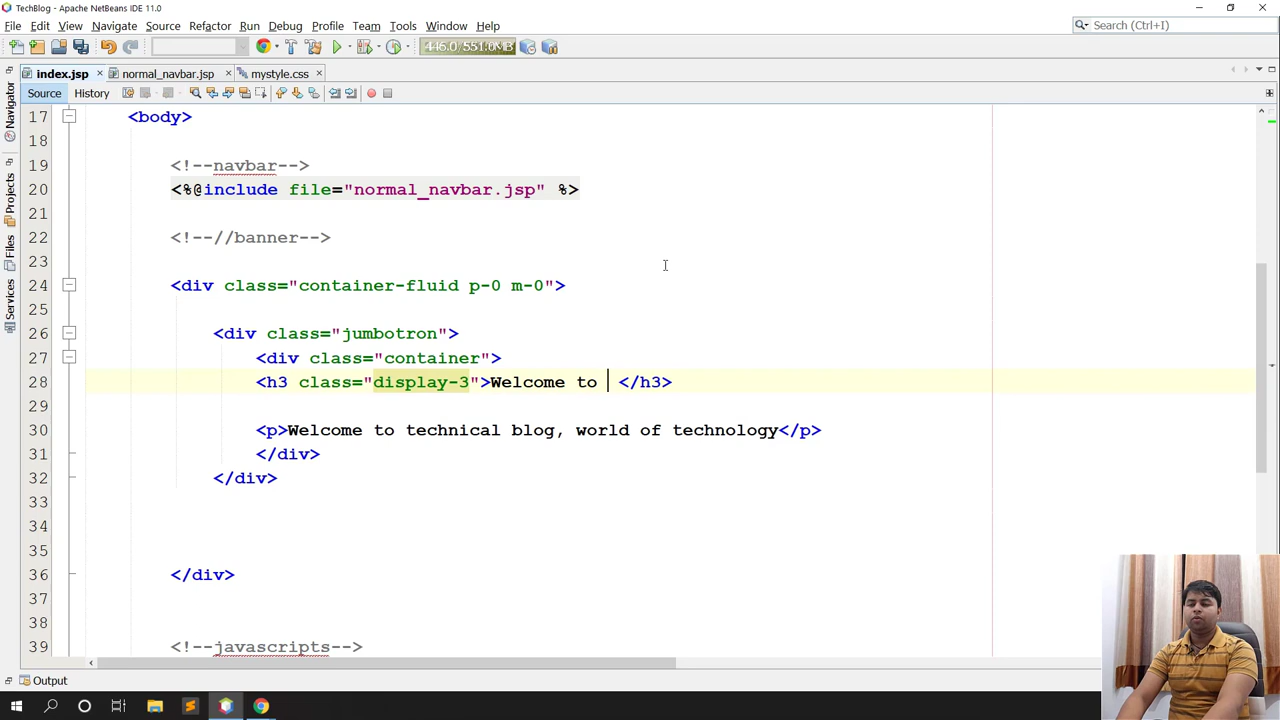 TechBlog - Apache NetBeans IDE 11.0
File Edit View Navigate Source Refactor Run Debug Profile Team Tools Window Help
Search (Ctrl+I)
446.0/551.0MB
index.jsp normal_navbar.jsp mystyle.css
Source History
Navigator
Projects
Files
Services
17 <body>
18
19 <!--navbar-->
20 <%@include file="normal_navbar.jsp" %>
21
22 <!--//banner-->
23
24 <div class="container-fluid p-0 m-0">
25
26 <div class="jumbotron">
27 <div class="container">
28 <h3 class="display-3">Welcome to </h3>
29
30 <p>Welcome to technical blog, world of technology</p>
31 </div>
32 </div>
33
34
35
36 </div>
37
38
39 <!--javascripts-->
Output